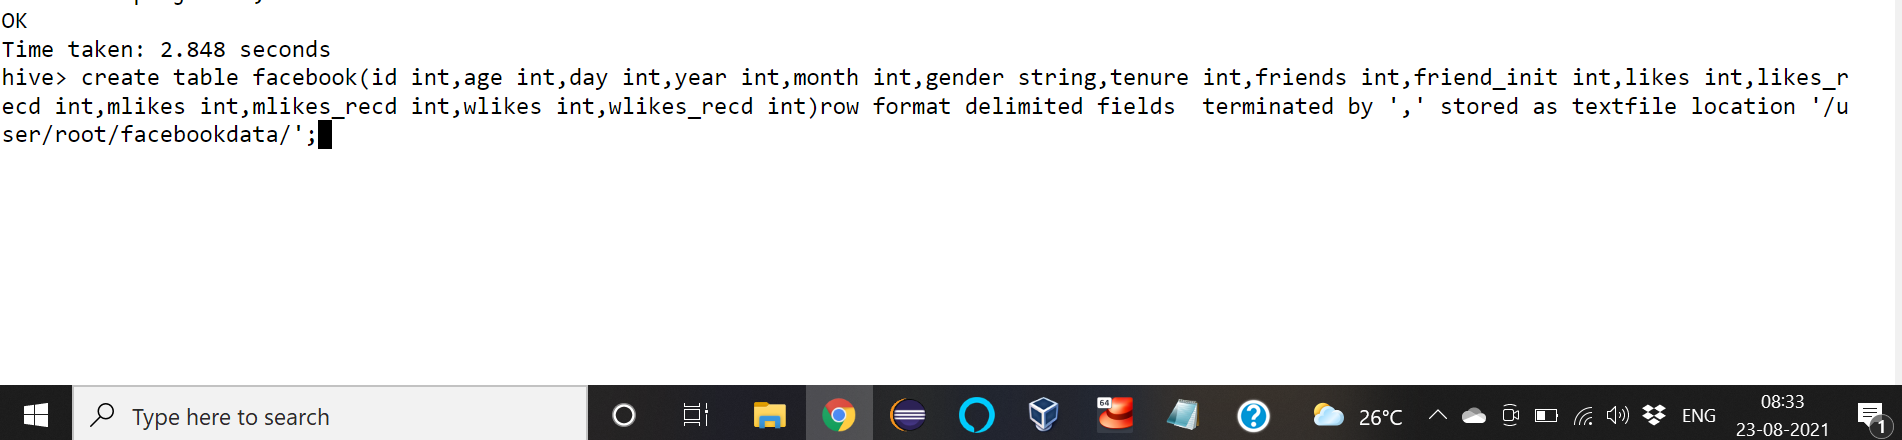 OK
Time taken: 2.848 seconds
hive> create table facebook(id int,age int,day int,year int,month int,gender string,tenure int,friends int,friend_init int,likes int,likes_r
ecd int,mlikes int,mlikes_recd int,wlikes int,wlikes_recd int)row format delimited fields  terminated by ',' stored as textfile location '/u
ser/root/facebookdata/';
Type here to search
64
26°C
ENG
08:33
23-08-2021
1